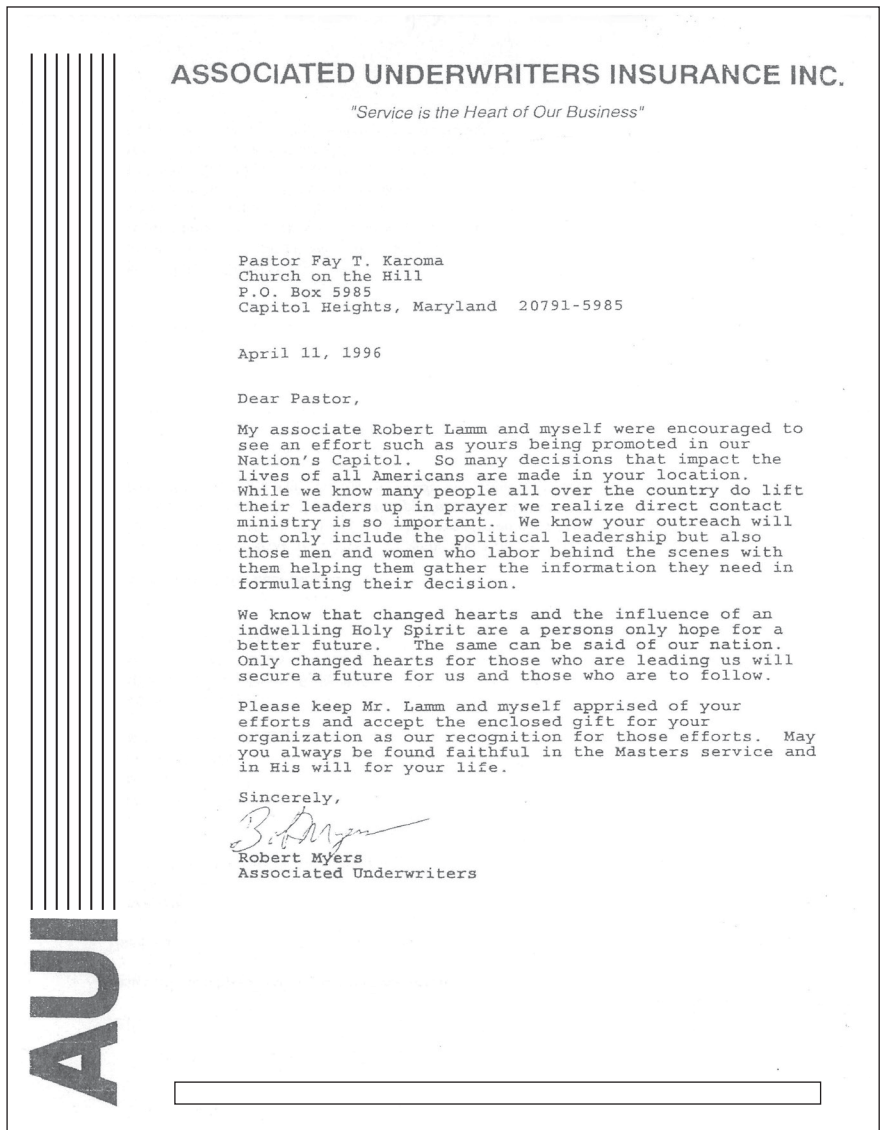 ASSOCIATED UNDERWRITERS INSURANCE INC.
"Service is the Heart of Our Business"
Pastor Fay T. Karoma
Church on the Hill
P.O. Box 5985
Capitol Heights, Maryland  20791-5985
April 11, 1996
Dear Pastor,
My associate Robert Lamm and myself were encouraged to
see an effort such as yours being promoted in our
Nation's Capitol.  So many decisions that impact the
lives of all Americans are made in your location.
While we know many people all over the country do lift
their leaders up in prayer we realize direct contact
ministry is so important.  We know your outreach will
not only include the political leadership but also
those men and women who labor behind the scenes with
them helping them gather the information they need in
formulating their decision.
We know that changed hearts and the influence of an
indwelling Holy Spirit are a persons only hope for a
better future.   The same can be said of our nation.
Only changed hearts for those who are leading us will
secure a future for us and those who are to follow.
Please keep Mr. Lamm and myself apprised of your
efforts and accept the enclosed gift for your
organization as our recognition for those efforts.  May
you always be found faithful in the Masters service and
in His will for your life.
Sincerely,
Bob Myers
Robert Myers
Associated Underwriters
AUI